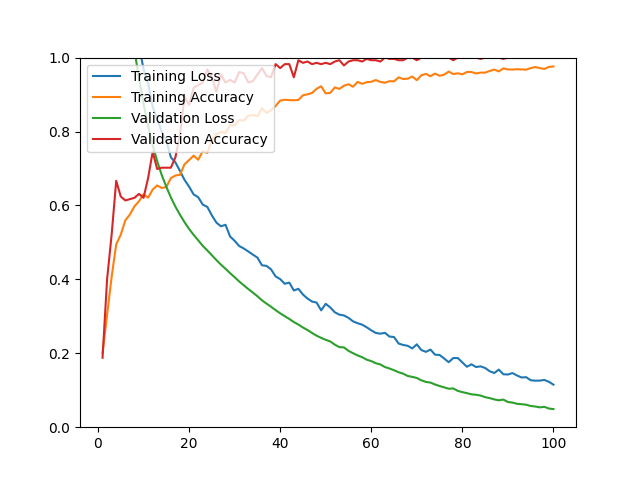 1.0
0.8
0.6
0.4
0.2
0.0
Training Loss
Training Accuracy
Validation Loss
Validation Accuracy
0 20 40 60 80 100